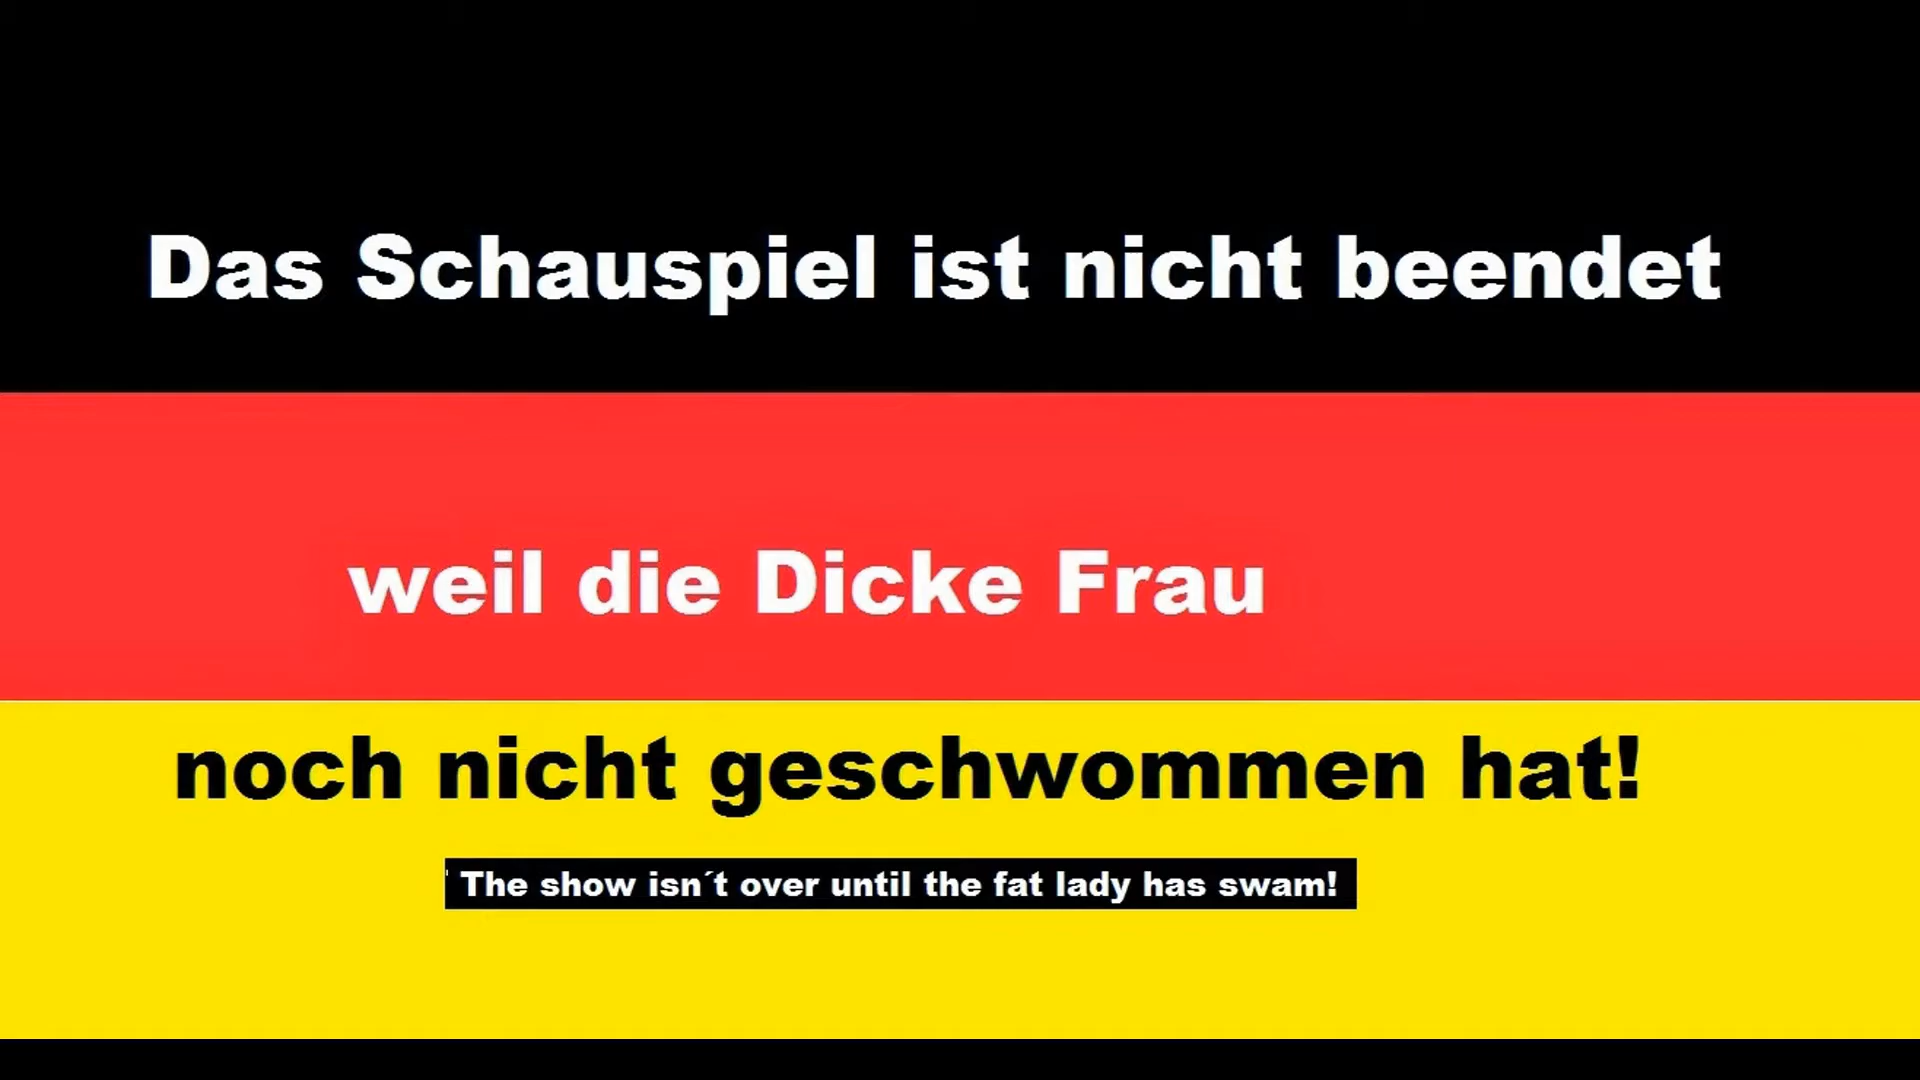 Das Schauspiel ist nicht beendet
weil die Dicke Frau
noch nicht geschwommen hat!
The show isn´t over until the fat lady has swam!